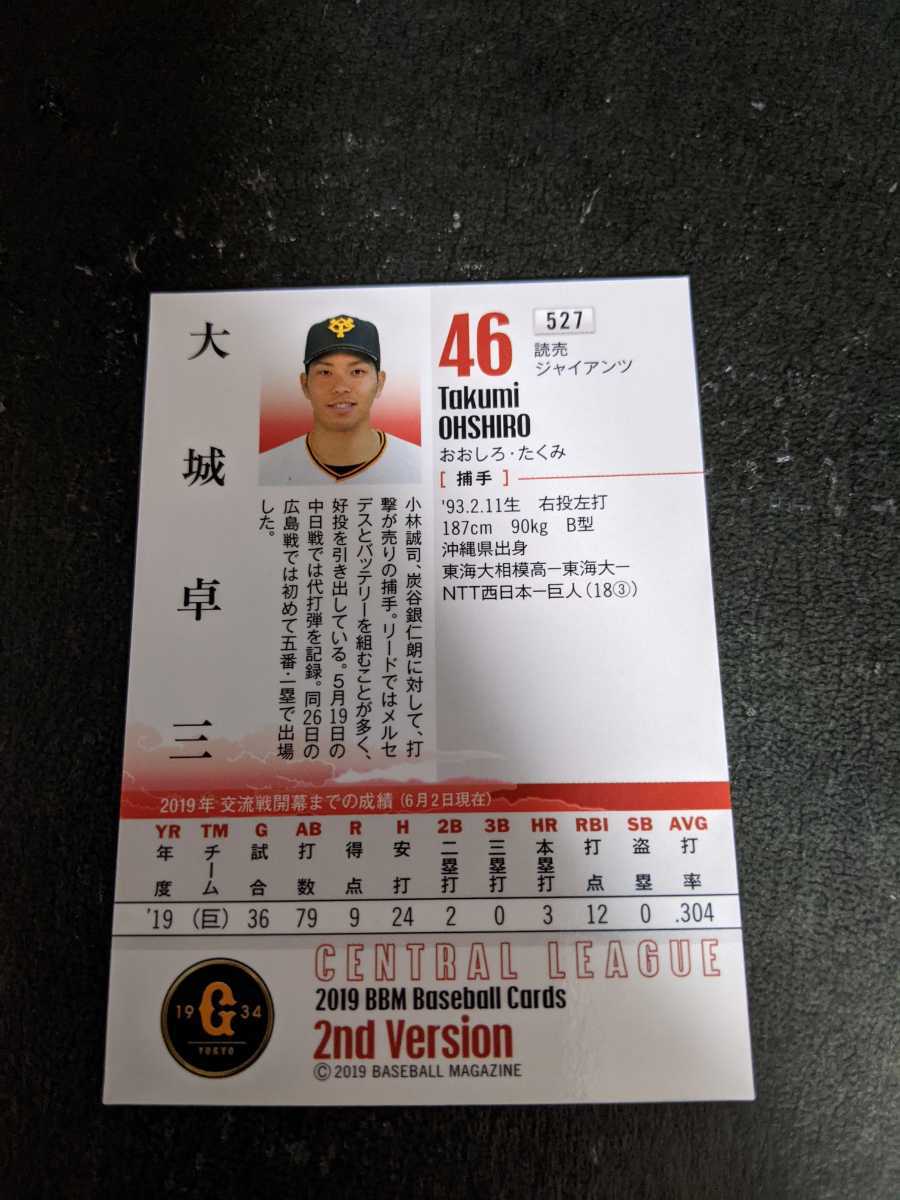 大城卓三
46
527
読売
ジャイアンツ
Takumi
OHSHIRO
おおしろ・たくみ
[捕手]
'93.2.11生 右投左打
187cm 90kg B型
沖縄県出身
東海大相模高ー東海大ー
NTT西日本ー巨人(18③)
小林誠司、炭谷銀仁朗に対して、打
撃が売りの捕手。リードではメルセ
デスとバッテリーを組むことが多く、
好投を引き出している。5月19日の
中日戦では代打弾を記録。同26日の
広島戦では初めて五番・一塁で出場
した。
2019年 交流戦開幕までの成績 (6月2日現在)
YR TM G AB R H 2B 3B HR RBI SB AVG
年度 チーム 試合 打数 得点 安打 二塁打 三塁打 本塁打 打点 盗塁 打率
'19 (巨) 36 79 9 24 2 0 3 12 0 .304
CENTRAL LEAGUE
2019 BBM Baseball Cards
2nd Version
© 2019 BASEBALL MAGAZINE
19 G 34
TOKYO